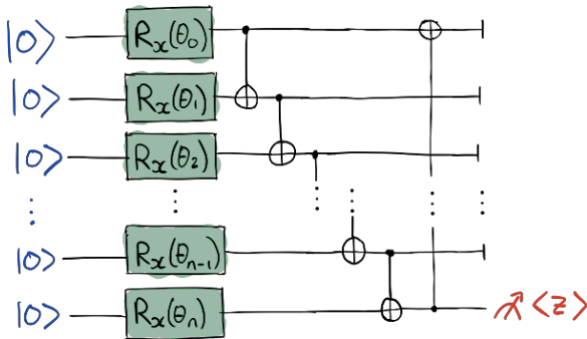 |0> Rx(θ0)
|0> Rx(θ1)
|0> Rx(θ2)
⋮ ⋮ ⋮ ⋮ ⋮ ⋮
|0> Rx(θn-1)
|0> Rx(θn) <Z>